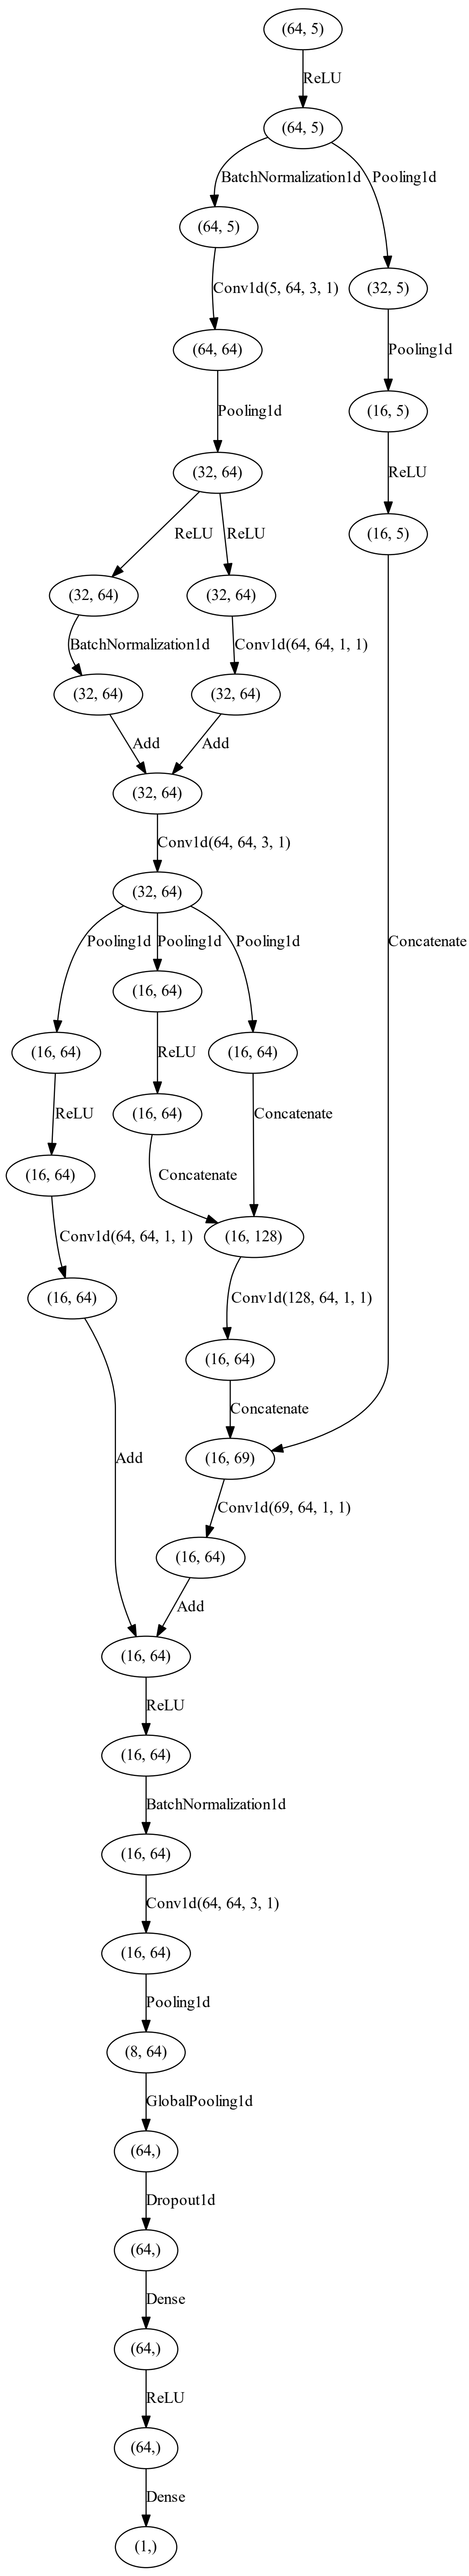 (64, 5)
ReLU
(64, 5)
BatchNormalization1d Pooling1d
(64, 5)
Conv1d(5, 64, 3, 1) (32, 5)
(64, 64) Pooling1d
Pooling1d (16, 5)
(32, 64) ReLU
ReLU ReLU (16, 5)
(32, 64) (32, 64)
BatchNormalization1d Conv1d(64, 64, 1, 1)
(32, 64) (32, 64)
Add Add
(32, 64)
Conv1d(64, 64, 3, 1)
(32, 64)
Pooling1d Pooling1d Pooling1d Concatenate
(16, 64)
(16, 64) ReLU (16, 64)
ReLU (16, 64) Concatenate
(16, 64) Concatenate
Conv1d(64, 64, 1, 1) (16, 128)
(16, 64) Conv1d(128, 64, 1, 1)
(16, 64)
Concatenate
Add (16, 69)
Conv1d(69, 64, 1, 1)
(16, 64)
Add
(16, 64)
ReLU
(16, 64)
BatchNormalization1d
(16, 64)
Conv1d(64, 64, 3, 1)
(16, 64)
Pooling1d
(8, 64)
GlobalPooling1d
(64,)
Dropout1d
(64,)
Dense
(64,)
ReLU
(64,)
Dense
(1,)